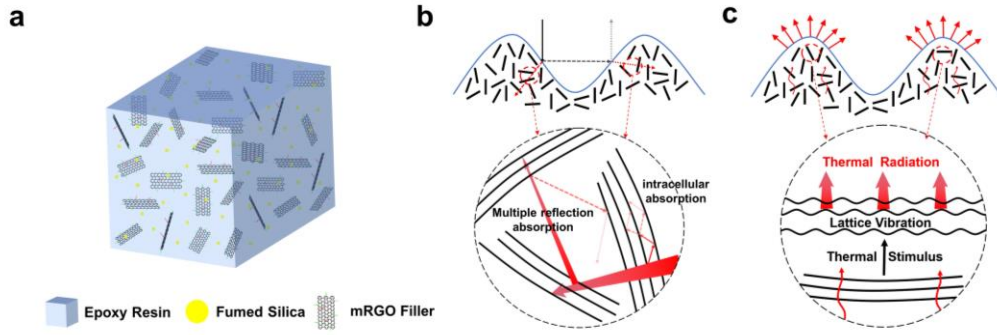 a
Epoxy Resin
Fumed Silica
mRGO Filler
b
intracellular
absorption
Multiple reflection
absorption
c
Thermal Radiation
Lattice Vibration
Thermal Stimulus